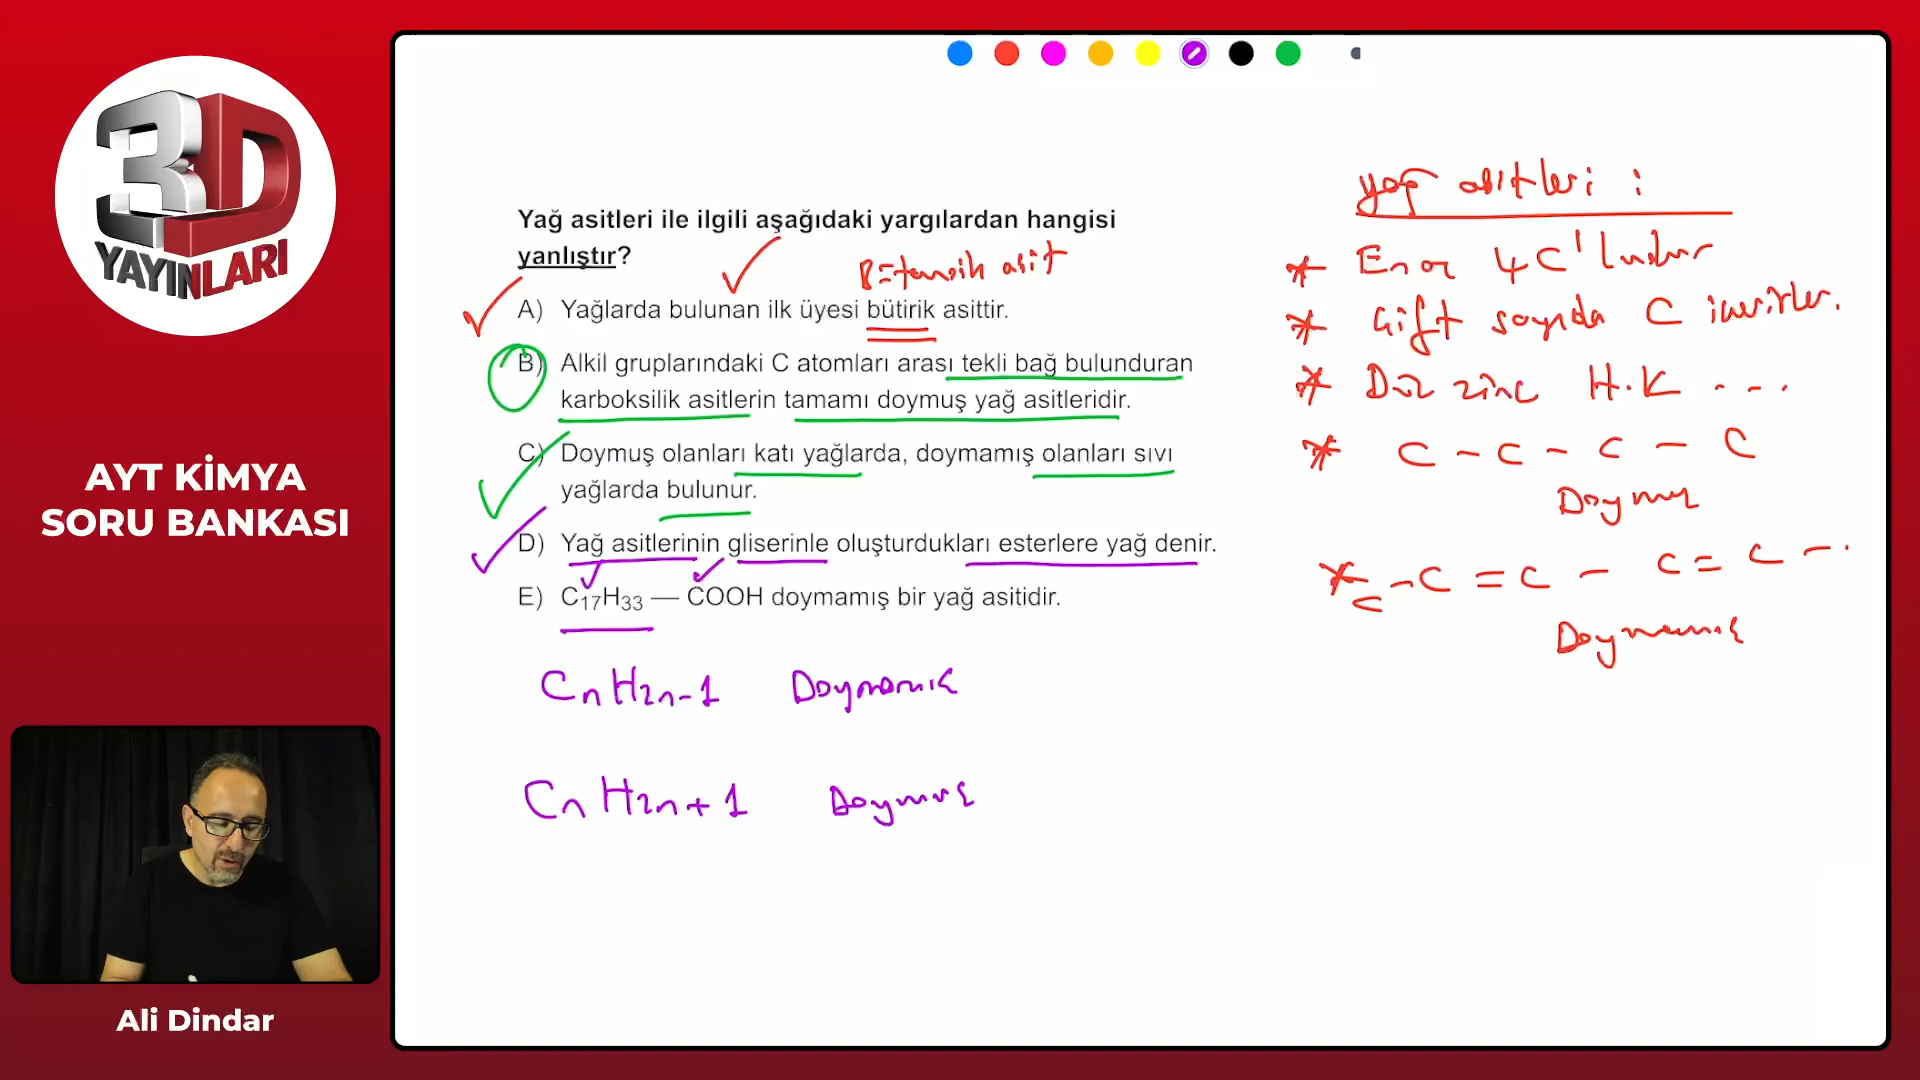 3D
YAYINLARI
AYT KİMYA
SORU BANKASI
Ali Dindar
Yağ asitleri ile ilgili aşağıdaki yargılardan hangisi
yanlıştır?
asit
A) Yağlarda bulunan ilk üyesi bütirik asittir.
B) Alkil gruplarındaki C atomları arası tekli bağ bulunduran
karboksilik asitlerin tamamı doymuş yağ asitleridir.
C) Doymuş olanları katı yağlarda, doymamış olanları sıvı
yağlarda bulunur.
D) Yağ asitlerinin gliserinle oluşturdukları esterlere yağ denir.
E) C17H33 — COOH doymamış bir yağ asitidir.
CnH2n-1 Doymamış
CnH2n+1 Doymuş
yağ asitleri :
* En az 4C'ludur
* Çift sayıda C içerirler.
* Düz zinc H.K ...
* C - C - C - C
Doymuş
* C - C = C - C = C - ..
Doymamış